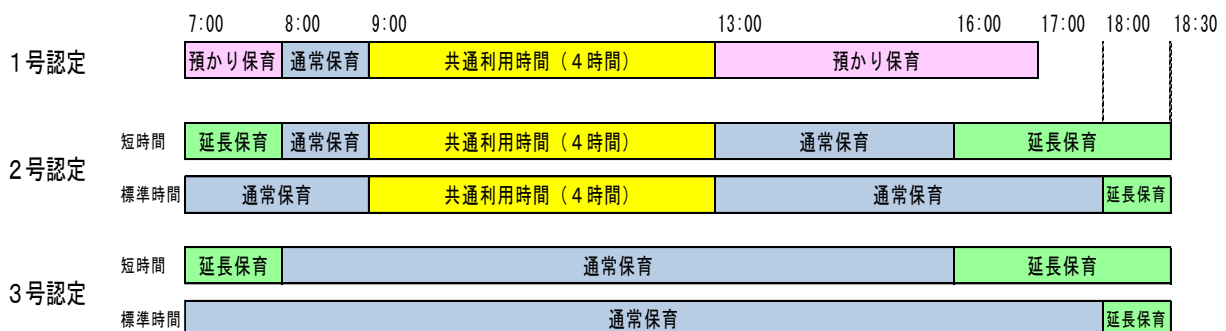 7:00 8:00 9:00 13:00 16:00 17:00 18:00 18:30
1号認定 預かり保育 通常保育 共通利用時間(4時間) 預かり保育
2号認定
短時間 延長保育 通常保育 共通利用時間(4時間) 通常保育 延長保育
標準時間 通常保育 共通利用時間(4時間) 通常保育 延長保育
3号認定
短時間 延長保育 通常保育 延長保育
標準時間 通常保育 延長保育